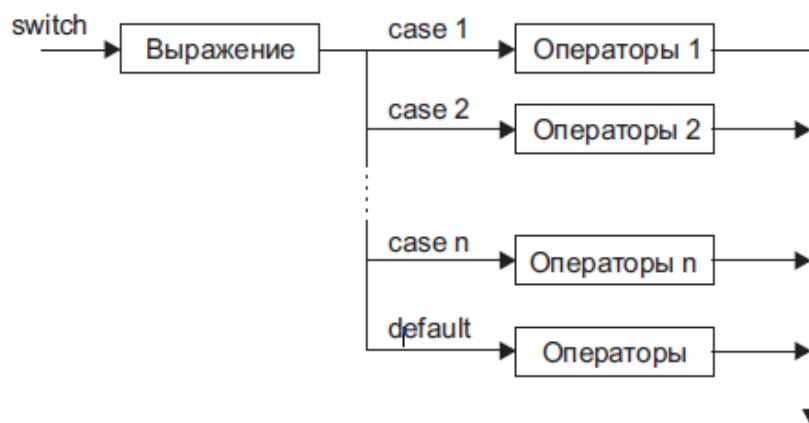 switch
Выражение
case 1
Операторы 1
case 2
Операторы 2
case n
Операторы n
default
Операторы